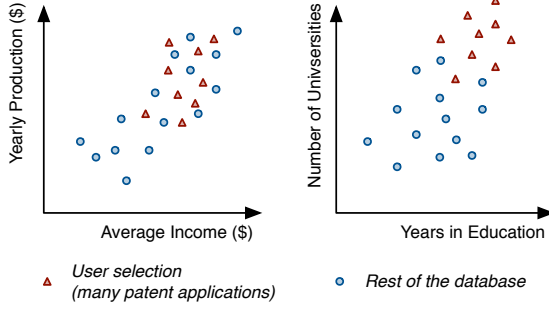 Yearly Production ($)
Average Income ($)
Number of Univsersities
Years in Education
User selection
(many patent applications)
Rest of the database